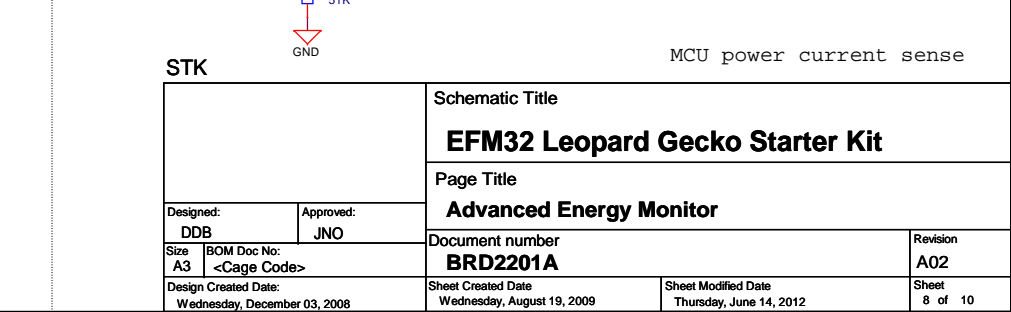 STK
GND
MCU power current sense
STK
Schematic Title
EFM32 Leopard Gecko Starter Kit
Page Title
Advanced Energy Monitor
Designed:
DDB
Approved:
JNO
Size
A3
BOM Doc No:
<Cage Code>
Document number
BRD2201A
Revision
A02
Design Created Date:
Wednesday, December 03, 2008
Sheet Created Date
Wednesday, August 19, 2009
Sheet Modified Date
Thursday, June 14, 2012
Sheet
8 of 10